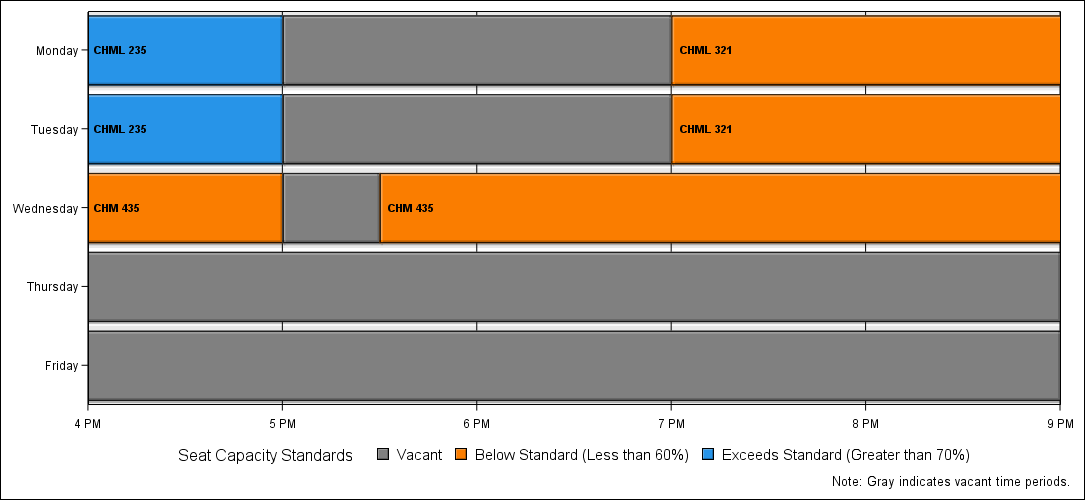 Monday
CHML 235
CHML 321
Tuesday
CHML 235
CHML 321
Wednesday
CHM 435
CHM 435
Thursday
Friday
4 PM 5 PM 6 PM 7 PM 8 PM 9 PM
Seat Capacity Standards Vacant Below Standard (Less than 60%) Exceeds Standard (Greater than 70%)
Note: Gray indicates vacant time periods.